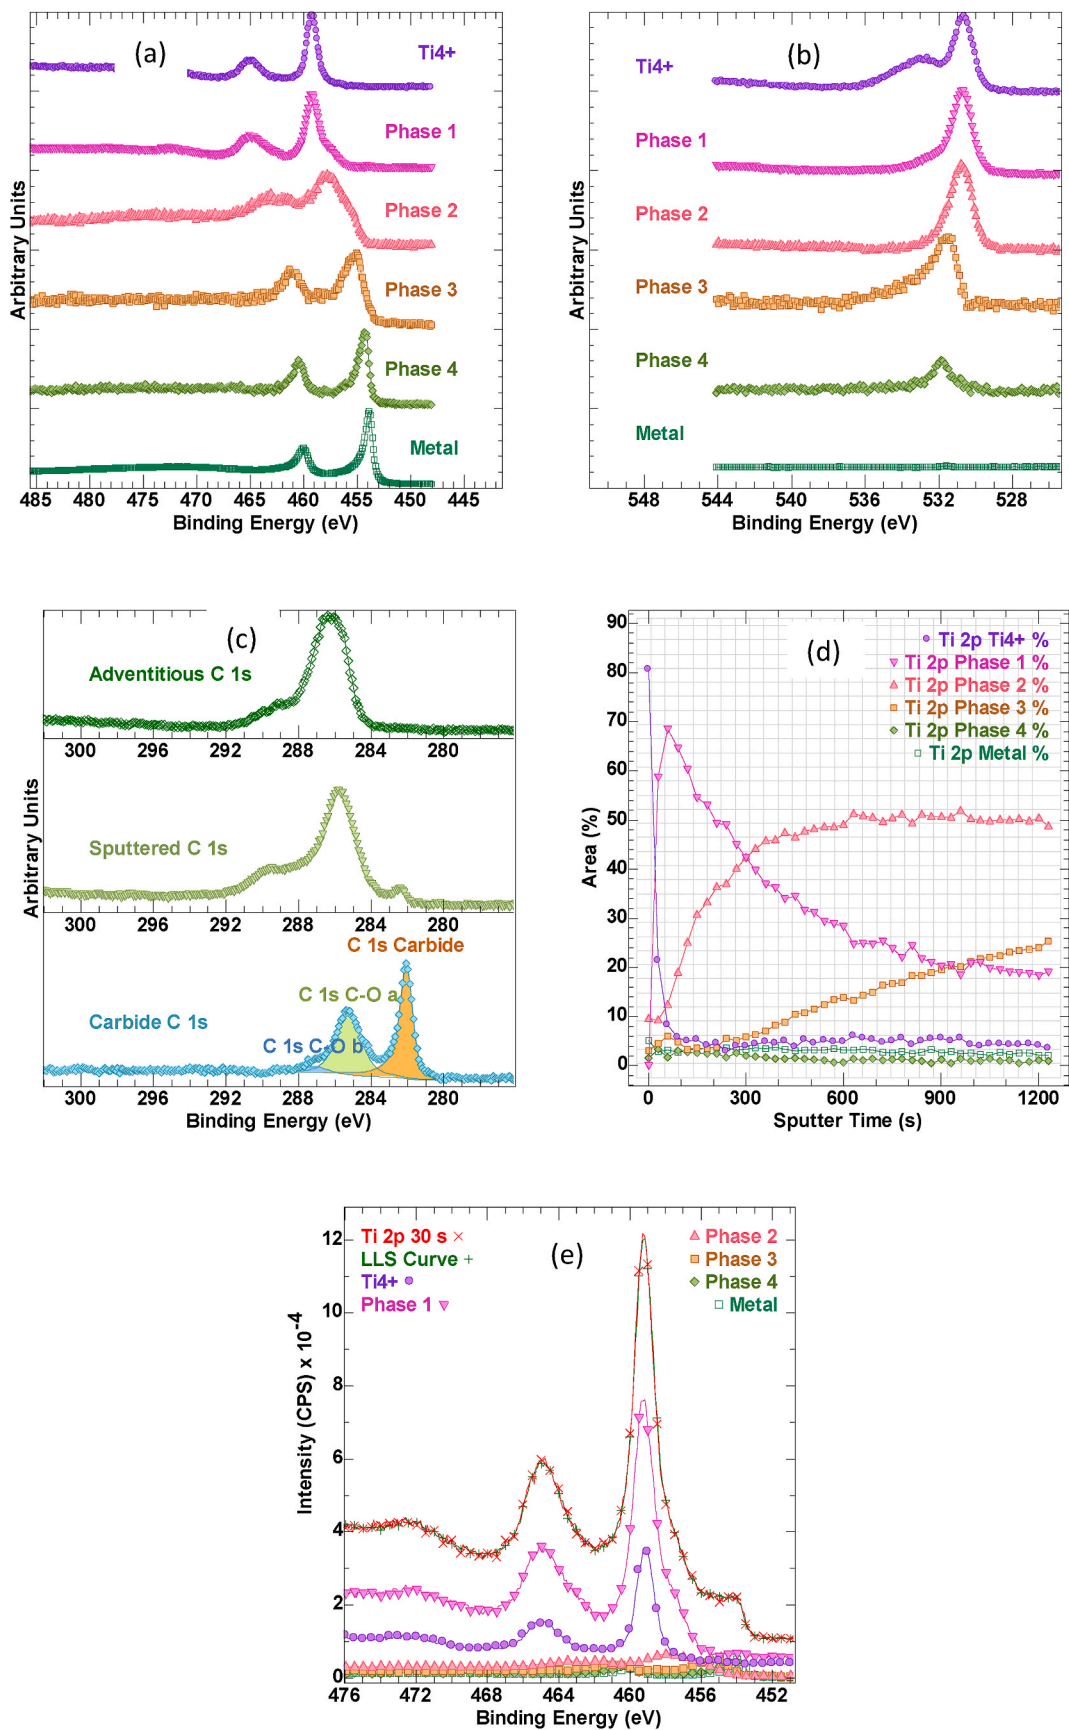 (a)
Ti4+
Phase 1
Phase 2
Phase 3
Phase 4
Metal
Arbitrary Units
485 480 475 470 465 460 455 450 445
Binding Energy (eV)
(b)
Ti4+
Phase 1
Phase 2
Phase 3
Phase 4
Metal
Arbitrary Units
548 544 540 536 532 528
Binding Energy (eV)
(c)
Adventitious C 1s
300 296 292 288 284 280
Sputtered C 1s
300 296 292 288 284 280
C 1s Carbide
C 1s C-O a
Carbide C 1s
C 1s C-O b
300 296 292 288 284 280
Arbitrary Units
Binding Energy (eV)
(d)
Ti 2p Ti4+ %
Ti 2p Phase 1 %
Ti 2p Phase 2 %
Ti 2p Phase 3 %
Ti 2p Phase 4 %
Ti 2p Metal %
90
80
70
60
50
40
30
20
10
0
Area (%)
0 300 600 900 1200
Sputter Time (s)
(e)
Ti 2p 30 s
LLS Curve
Ti4+
Phase 1
Phase 2
Phase 3
Phase 4
Metal
12
10
8
6
4
2
0
Intensity (CPS) x 10-4
476 472 468 464 460 456 452
Binding Energy (eV)